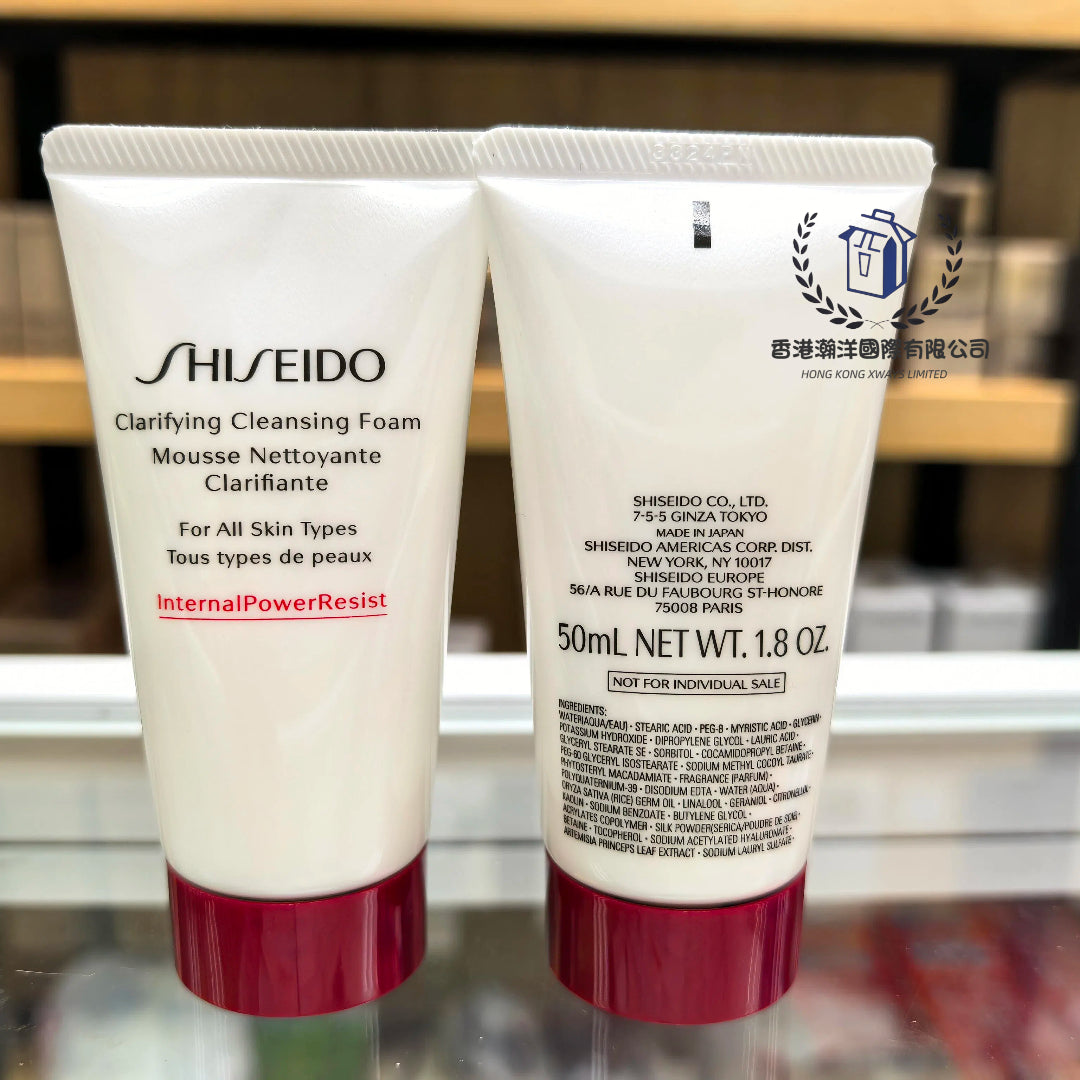 SHISEIDO
Clarifying Cleansing Foam
Mousse Nettoyante
Clarifiante
For All Skin Types
Tous types de peaux
InternalPowerResist
香港瀚洋國際有限公司
HONG KONG XWAYS LIMITED
SHISEIDO CO., LTD.
7-5-5 GINZA TOKYO
MADE IN JAPAN
SHISEIDO AMERICAS CORP. DIST.
NEW YORK, NY 10017
SHISEIDO EUROPE
56/A RUE DU FAUBOURG ST-HONORE
75008 PARIS
50mL NET WT. 1.8 OZ.
NOT FOR INDIVIDUAL SALE
INGREDIENTS:
WATER(AQUA/EAU)・STEARIC ACID・PEG-8・MYRISTIC ACID・GLYCERIN・
POTASSIUM HYDROXIDE・DIPROPYLENE GLYCOL・LAURIC ACID・
GLYCERYL STEARATE SE・SORBITOL・COCAMIDOPROPYL BETAINE・
PEG-60 GLYCERYL ISOSTEARATE・SODIUM METHYL COCOYL TAURATE・
PHYTOSTERYL MACADAMIATE・FRAGRANCE (PARFUM)・
POLYQUATERNIUM-39・DISODIUM EDTA・WATER (AQUA)・
ORYZA SATIVA (RICE) GERM OIL・LINALOOL・GERANIOL・CITRONELLOL・
KAOLIN・SODIUM BENZOATE・BUTYLENE GLYCOL・
ACRYLATES COPOLYMER・SILK POWDER(SERICA/POUDRE DE SOIE)・
BETAINE・TOCOPHEROL・SODIUM ACETYLATED HYALURONATE・
ARTEMISIA PRINCEPS LEAF EXTRACT・SODIUM LAURYL SULFATE・